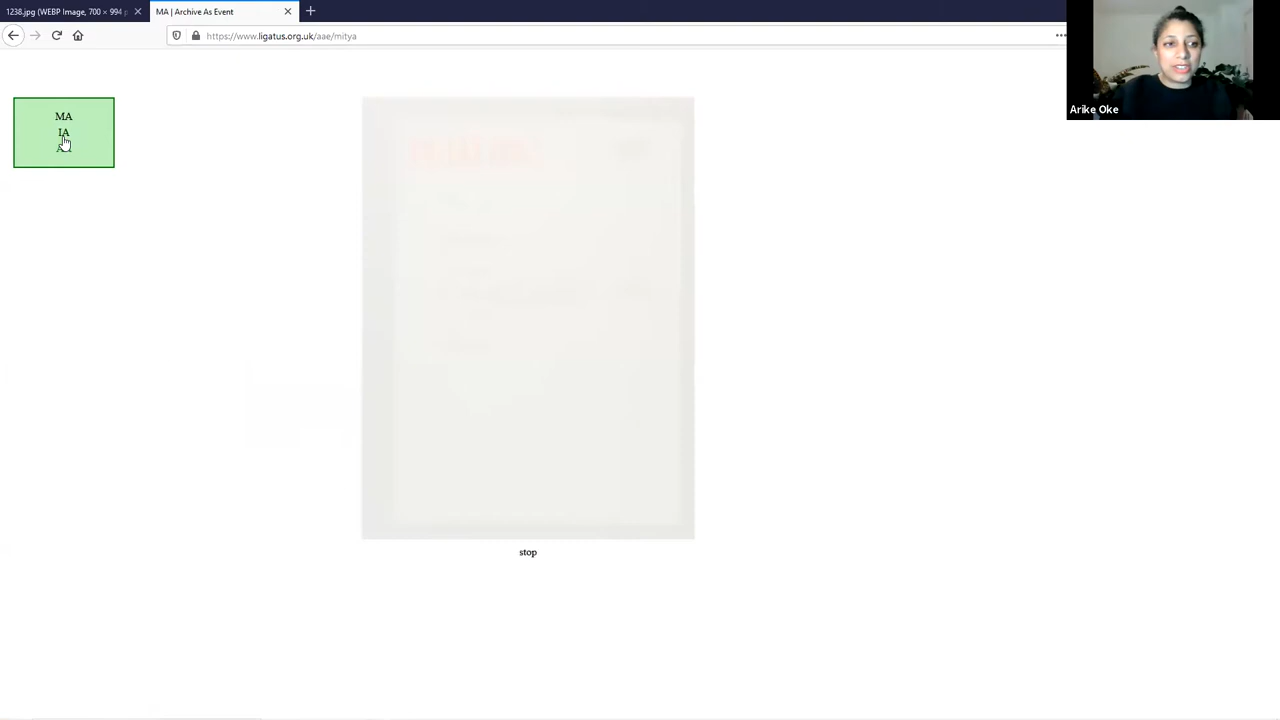 1238.jpg (WEBP Image, 700 × 994 p
MA | Archive As Event
https://www.ligatus.org.uk/aae/mitya
Arike Oke
MA
IA
stop